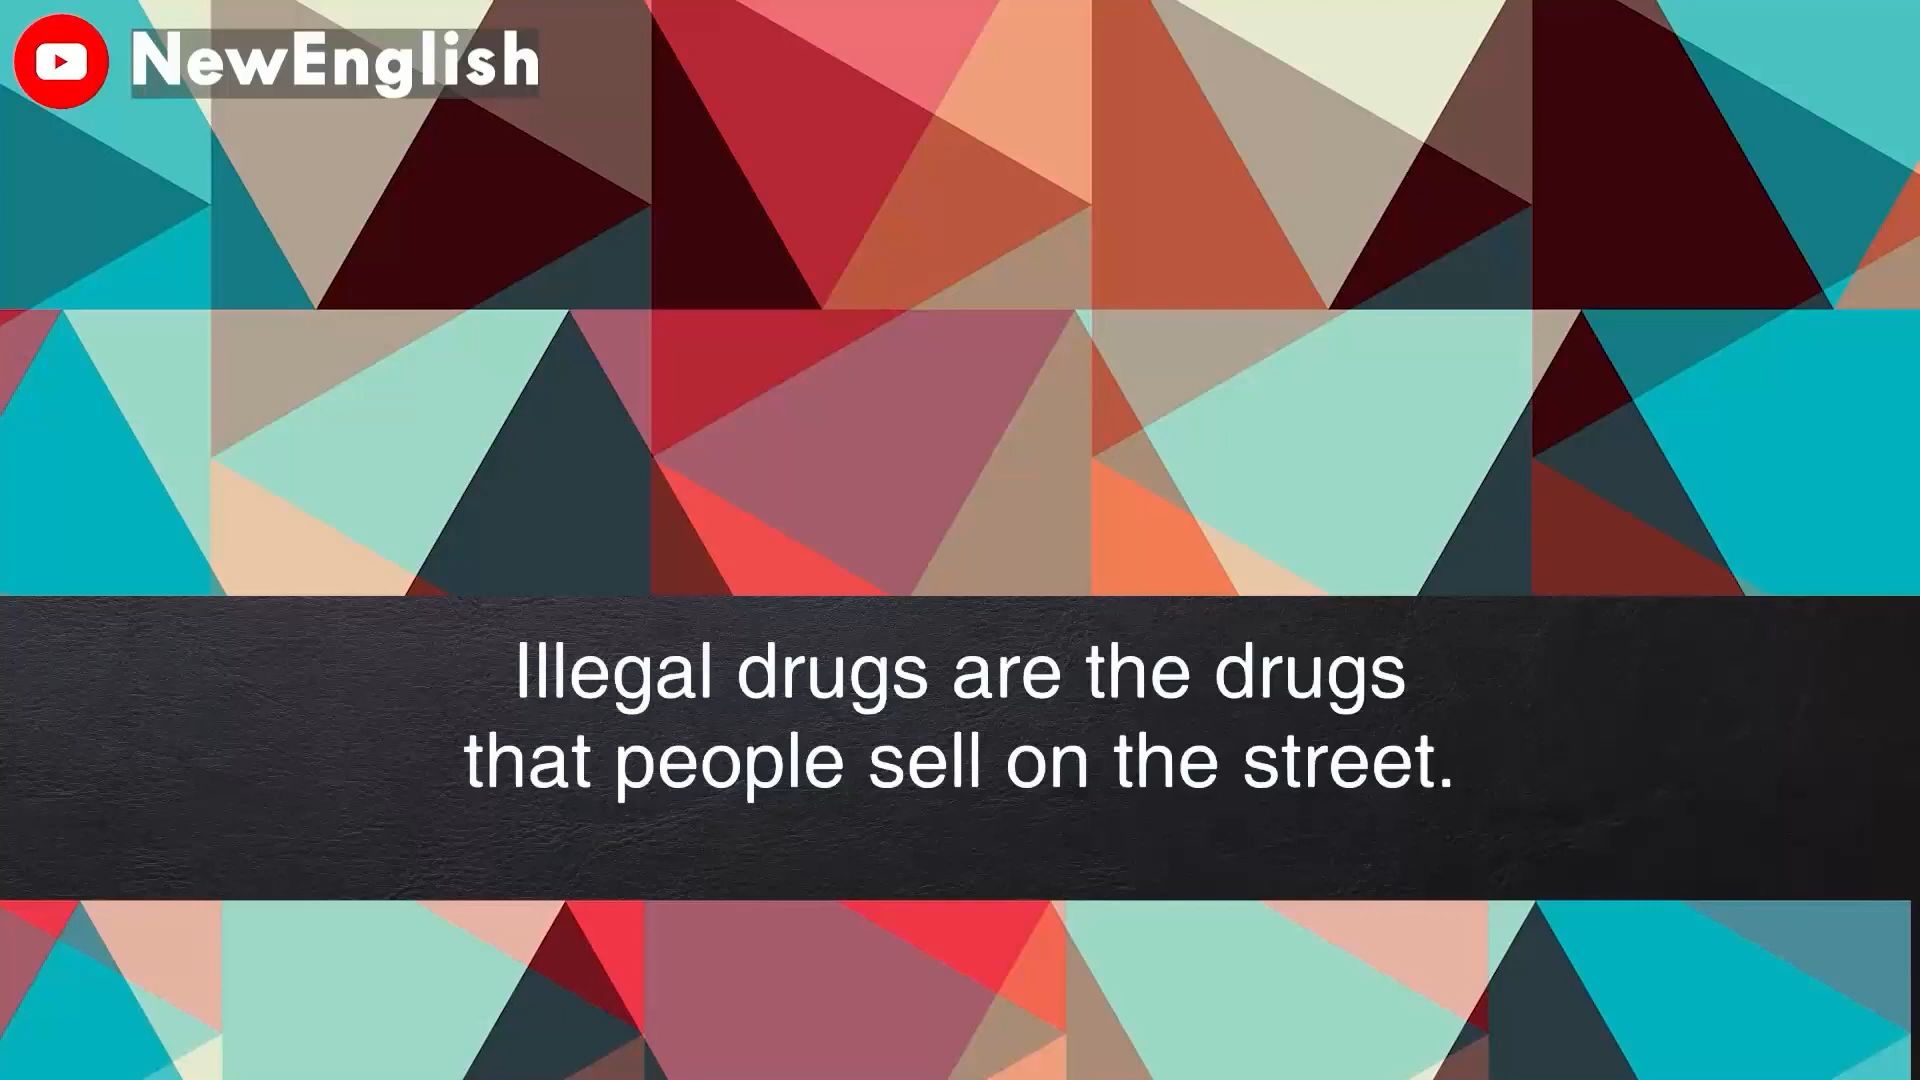 NewEnglish
Illegal drugs are the drugs
that people sell on the street.